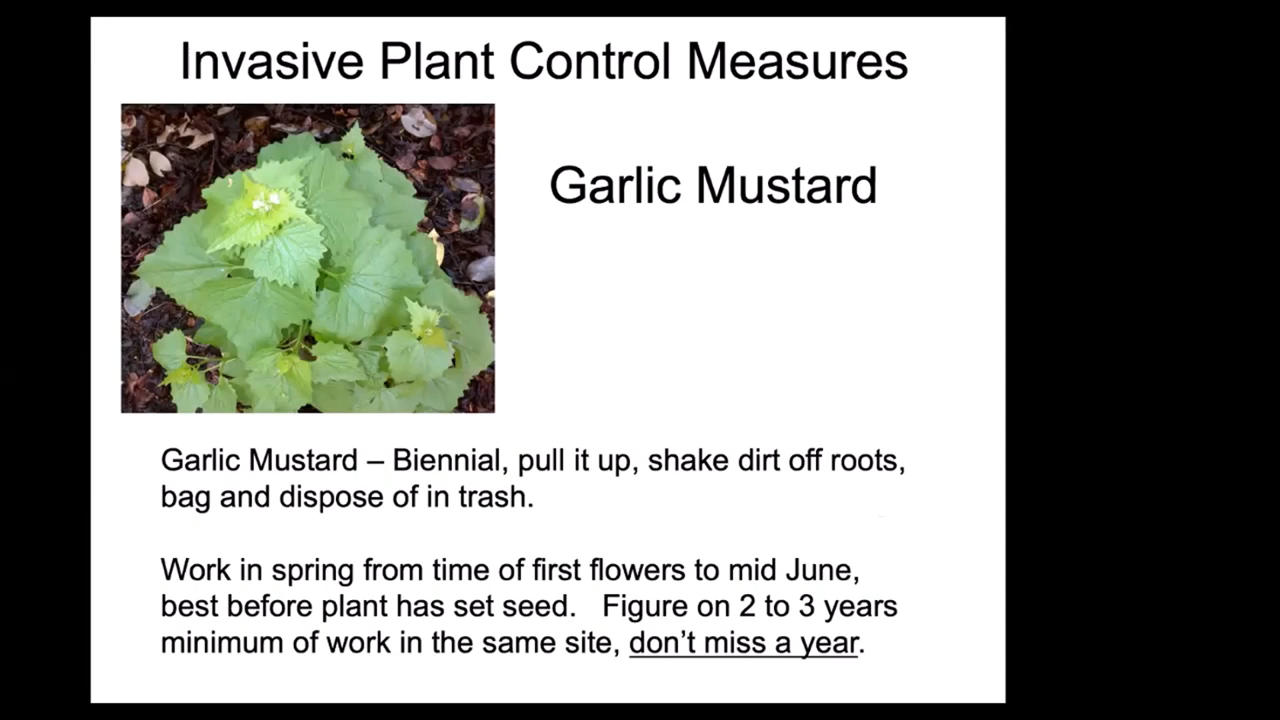 Invasive Plant Control Measures
Garlic Mustard
Garlic Mustard – Biennial, pull it up, shake dirt off roots,
bag and dispose of in trash.
Work in spring from time of first flowers to mid June,
best before plant has set seed.   Figure on 2 to 3 years
minimum of work in the same site, don’t miss a year.